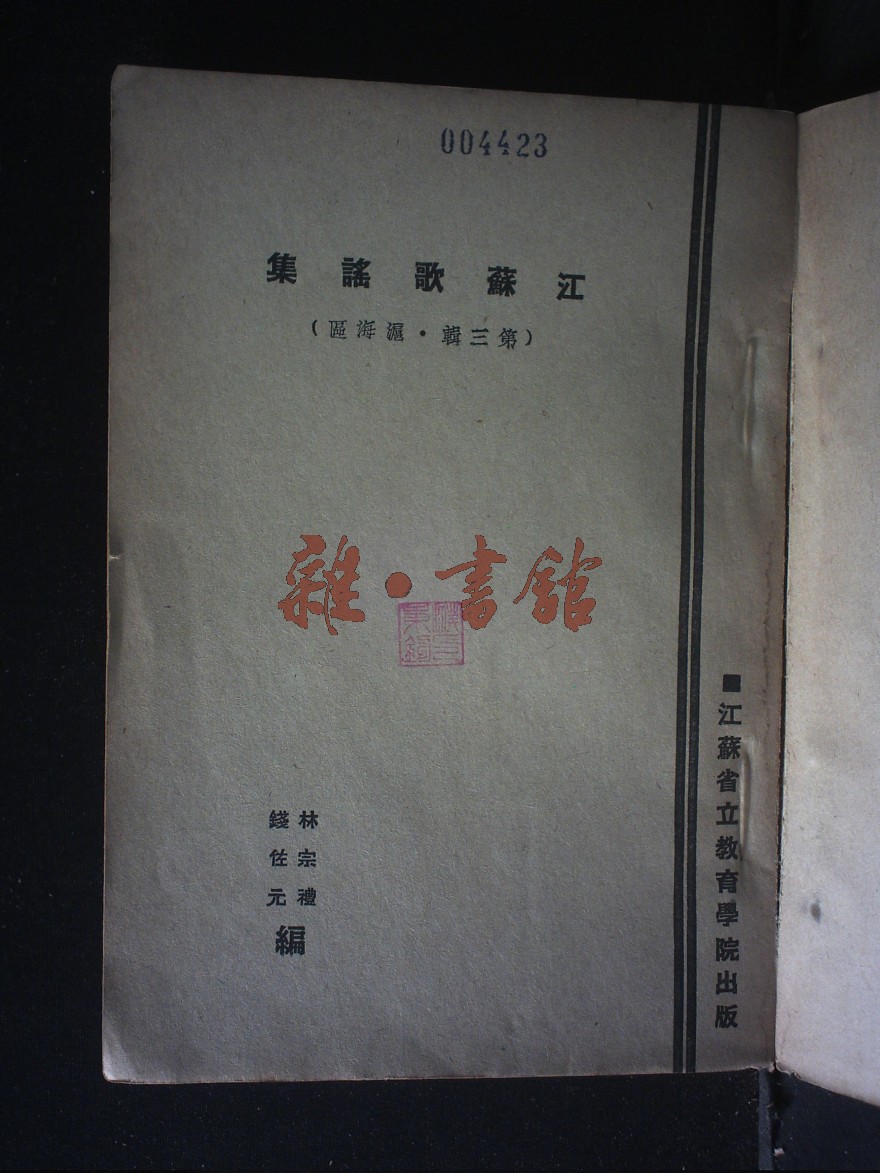 004423
江蘇歌謠集
（第三輯・滬海區）
雜・書館
林宗禮
錢佐元
編
■江蘇省立教育學院出版